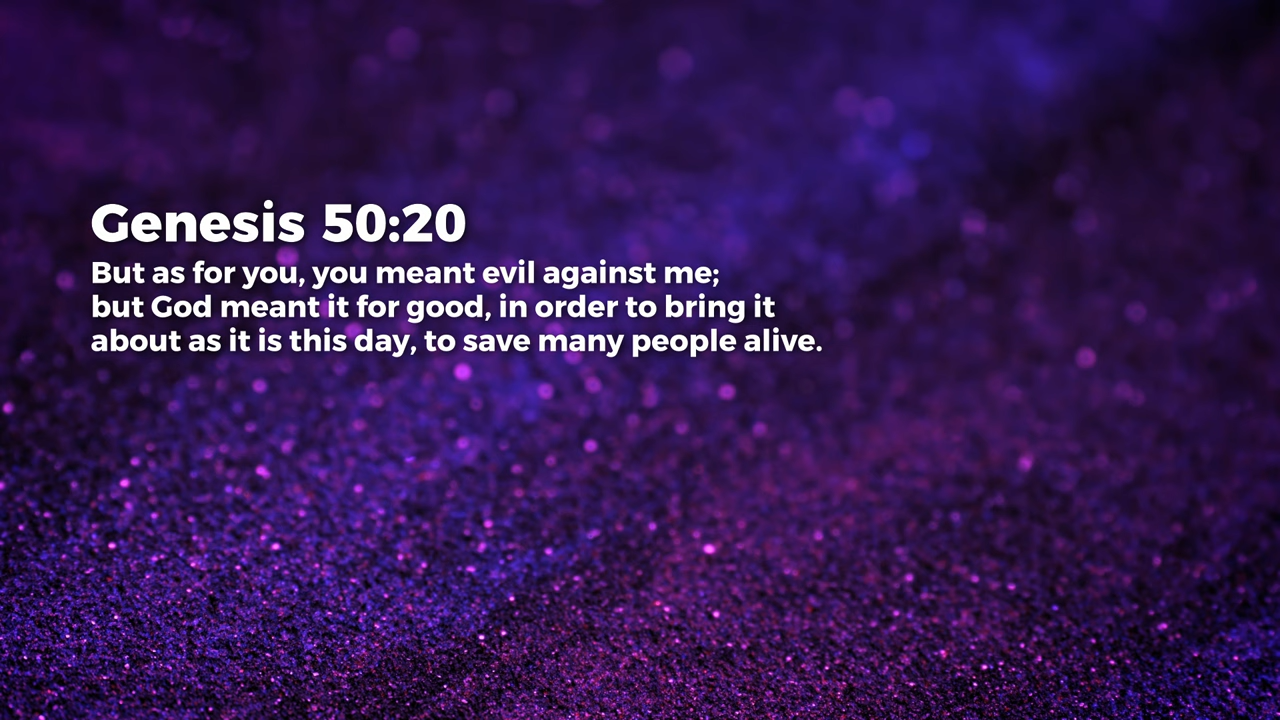 Genesis 50:20
But as for you, you meant evil against me;
but God meant it for good, in order to bring it
about as it is this day, to save many people alive.